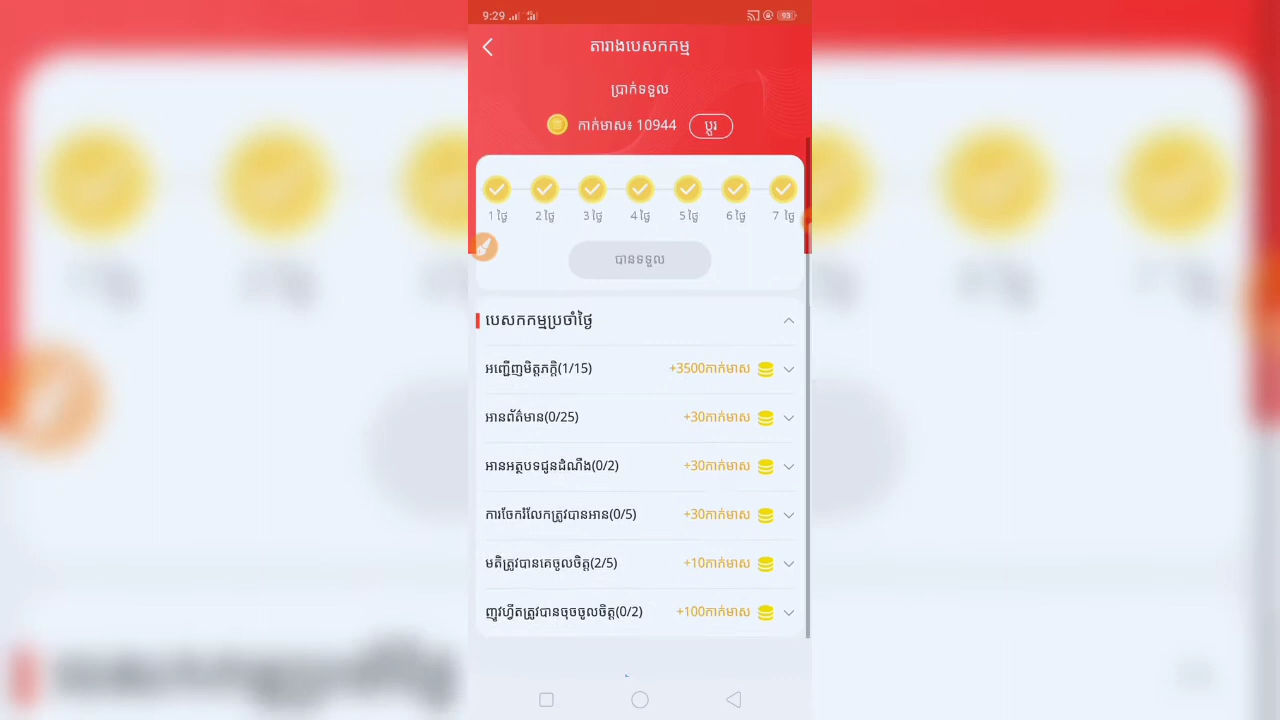 9:29
93
តារាងបេសកកម្ម
ប្រាក់ទទួល
កាក់មាស៖ 10944 ប្ដូរ
1 ថ្ងៃ 2 ថ្ងៃ 3 ថ្ងៃ 4 ថ្ងៃ 5 ថ្ងៃ 6 ថ្ងៃ 7 ថ្ងៃ
បានទទួល
បេសកកម្មប្រចាំថ្ងៃ
អញ្ជើញមិត្តភក្តិ(1/15) +3500កាក់មាស
អានព័ត៌មាន(0/25) +30កាក់មាស
អានអត្ថបទជូនដំណឹង(0/2) +30កាក់មាស
ការចែករំលែកត្រូវបានអាន(0/5) +30កាក់មាស
មតិត្រូវបានគេចូលចិត្ត(2/5) +10កាក់មាស
ញូវហ្វីតត្រូវបានចុចចូលចិត្ត(0/2) +100កាក់មាស